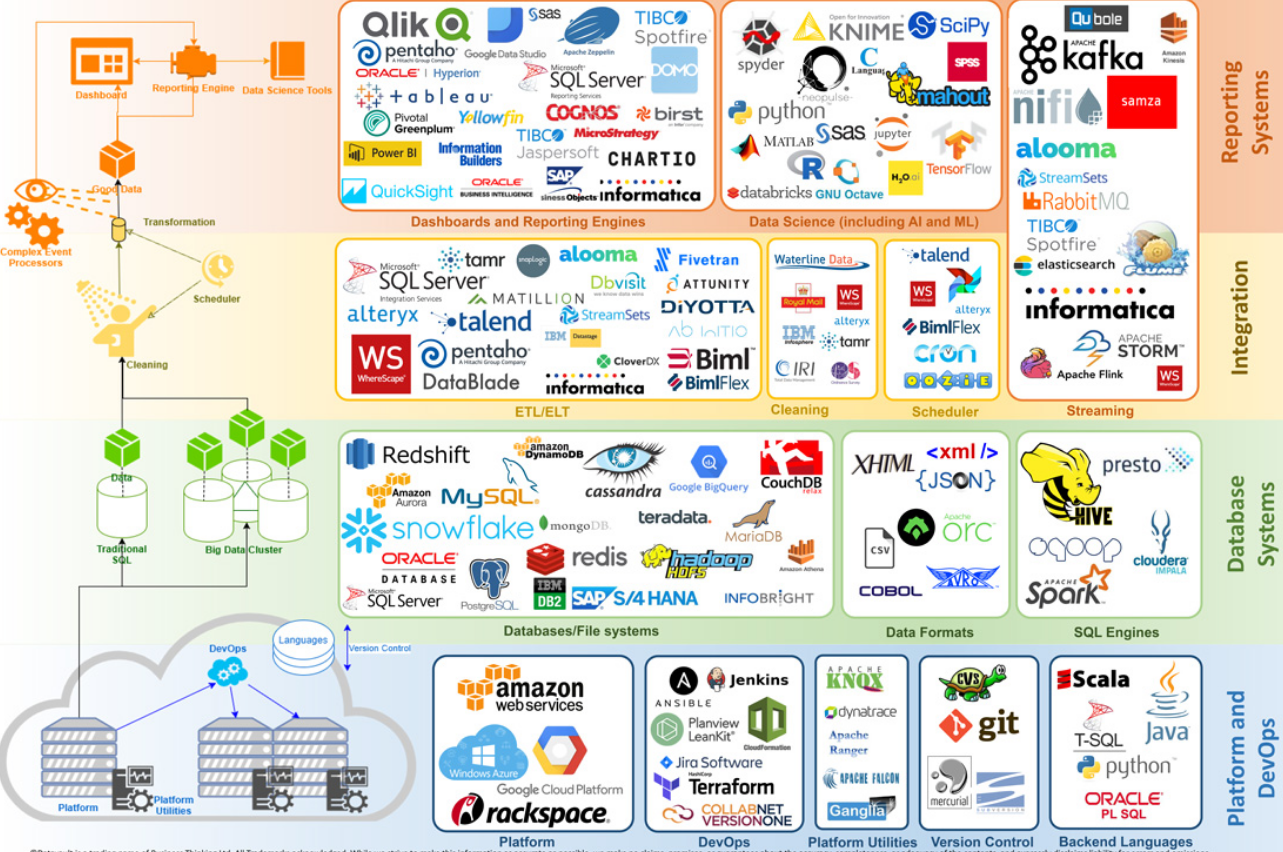 Dashboard
Reporting Engine
Data Science Tools
Good Data
Complex Event
Processors
Transformation
Scheduler
Cleaning
Data
Traditional
SQL
Big Data Cluster
Languages
DevOps
Version Control
Platform
Platform
Utilities
Qlik
sas
Google Data Studio
Apache Zeppelin
TIBCO
Spotfire
pentaho
A Hitachi Group Company
ORACLE | Hyperion
Microsoft
SQL Server
Reporting Services
DOMO
+ a b l e a u
Pivotal
Greenplum
Yellowfin
COGNOS
birst
TIBCO
Jaspersoft
MicroStrategy
Power BI
Information
Builders
CHARTIO
QuickSight
ORACLE
BUSINESS INTELLIGENCE
SAP
siness Objects
informatica
Dashboards and Reporting Engines
spyder
Open for Innovation
KNIME
SciPy
neopulse
C
Languag
SPSS
mahout
python
MATLAB
sas
jupyter
TensorFlow
R
H2O.ai
databricks
GNU Octave
Data Science (including AI and ML)
Qubole
APACHE
kafka
Amazon
Kinesis
APACHE
nifi
samza
alooma
StreamSets
RabbitMQ
TIBCO
Spotfire
elasticsearch
informatica
APACHE
STORM
Apache Flink
WS
WhereScape
Streaming
Reporting
Systems
Microsoft
SQL Server
Integration Services
tamr
snapLogic
alooma
Fivetran
Dbvisit
ATTUNITY
MATILLION
DiYOTTA
alteryx
talend
StreamSets
IBM
Datastage
Ab Initio
WS
WhereScape
pentaho
A Hitachi Group Company
CloverDX
Biml
DataBlade
informatica
BimlFlex
ETL/ELT
Waterline Data
Royal Mail
WS
WhereScape
alteryx
IBM
Infosphere
tamr
IRI
Cleaning
talend
WS
WhereScape
alteryx
BimlFlex
cron
OOZIE
Scheduler
Integration
Redshift
amazon
DynamoDB
cassandra
Google BigQuery
CouchDB
relax
Amazon
Aurora
MySQL
snowflake
mongoDB
teradata.
MariaDB
ORACLE
DATABASE
redis
hadoop
HDFS
Amazon Athena
Microsoft
SQL Server
PostgreSQL
IBM
DB2
SAP S/4 HANA
INFOBRIGHT
Databases/File systems
XHTML
<xml />
{JSON}
CSV
Apache
orc
COBOL
AVRO
Data Formats
HIVE
presto
sqoop
cloudera
IMPALA
APACHE
Spark
SQL Engines
Database
Systems
amazon
web services
Windows Azure
Google Cloud Platform
rackspace
Platform
ANSIBLE
Jenkins
Planview
LeanKit
CloudFormation
Jira Software
HashiCorp
Terraform
COLLABNET
VERSIONONE
DevOps
APACHE
KNOX
dynatrace
Apache
Ranger
APACHE FALCON
Ganglia
Platform Utilities
CVS
git
mercurial
SUBVERSION
Version Control
Scala
T-SQL
Java
python
ORACLE
PL SQL
Backend Languages
Platform and
DevOps